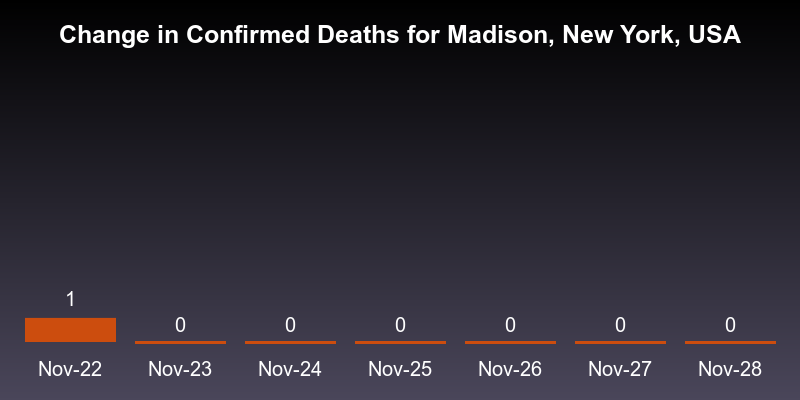 Change in Confirmed Deaths for Madison, New York, USA
1 0 0 0 0 0 0
Nov-22 Nov-23 Nov-24 Nov-25 Nov-26 Nov-27 Nov-28